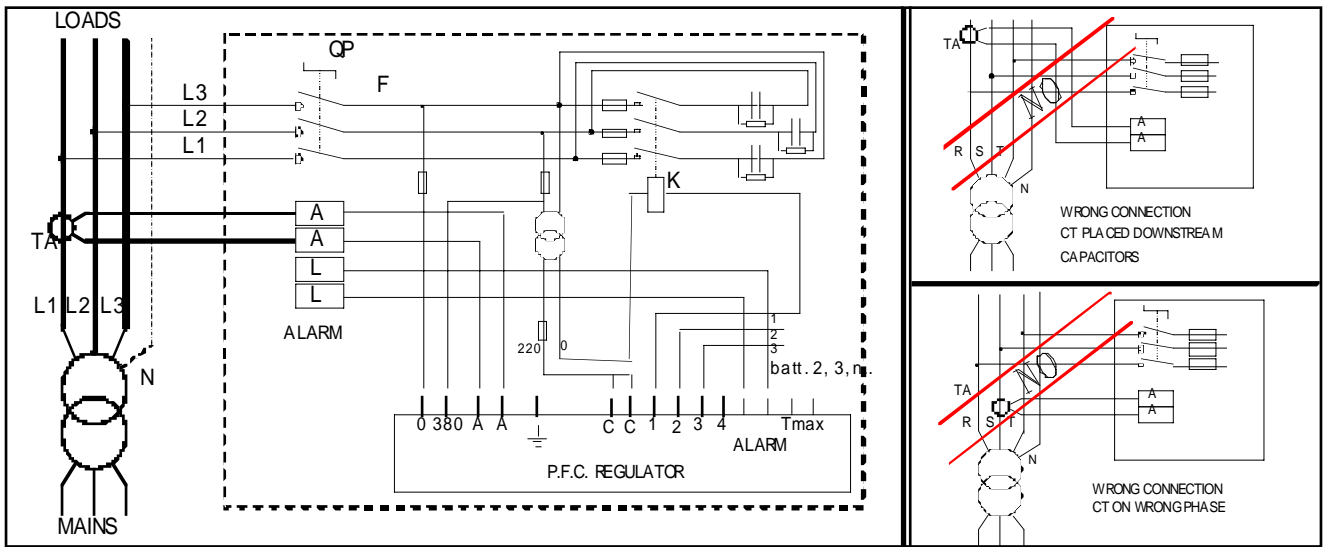 LOADS
QP
F
L3
L2
L1
K
TA
A
A
L
L
ALARM
L1 L2 L3
N
MAINS
220 0
1
2
3
batt. 2, 3,n..
0 380 A A C C 1 2 3 4 ALARM Tmax
P.F.C. REGULATOR
TA
NO
A
A
R S T
N
WRONG CONNECTION
CT PLACED DOWNSTREAM
CAPACITORS
NO
TA
A
A
R S T
N
WRONG CONNECTION
CT ON WRONG PHASE